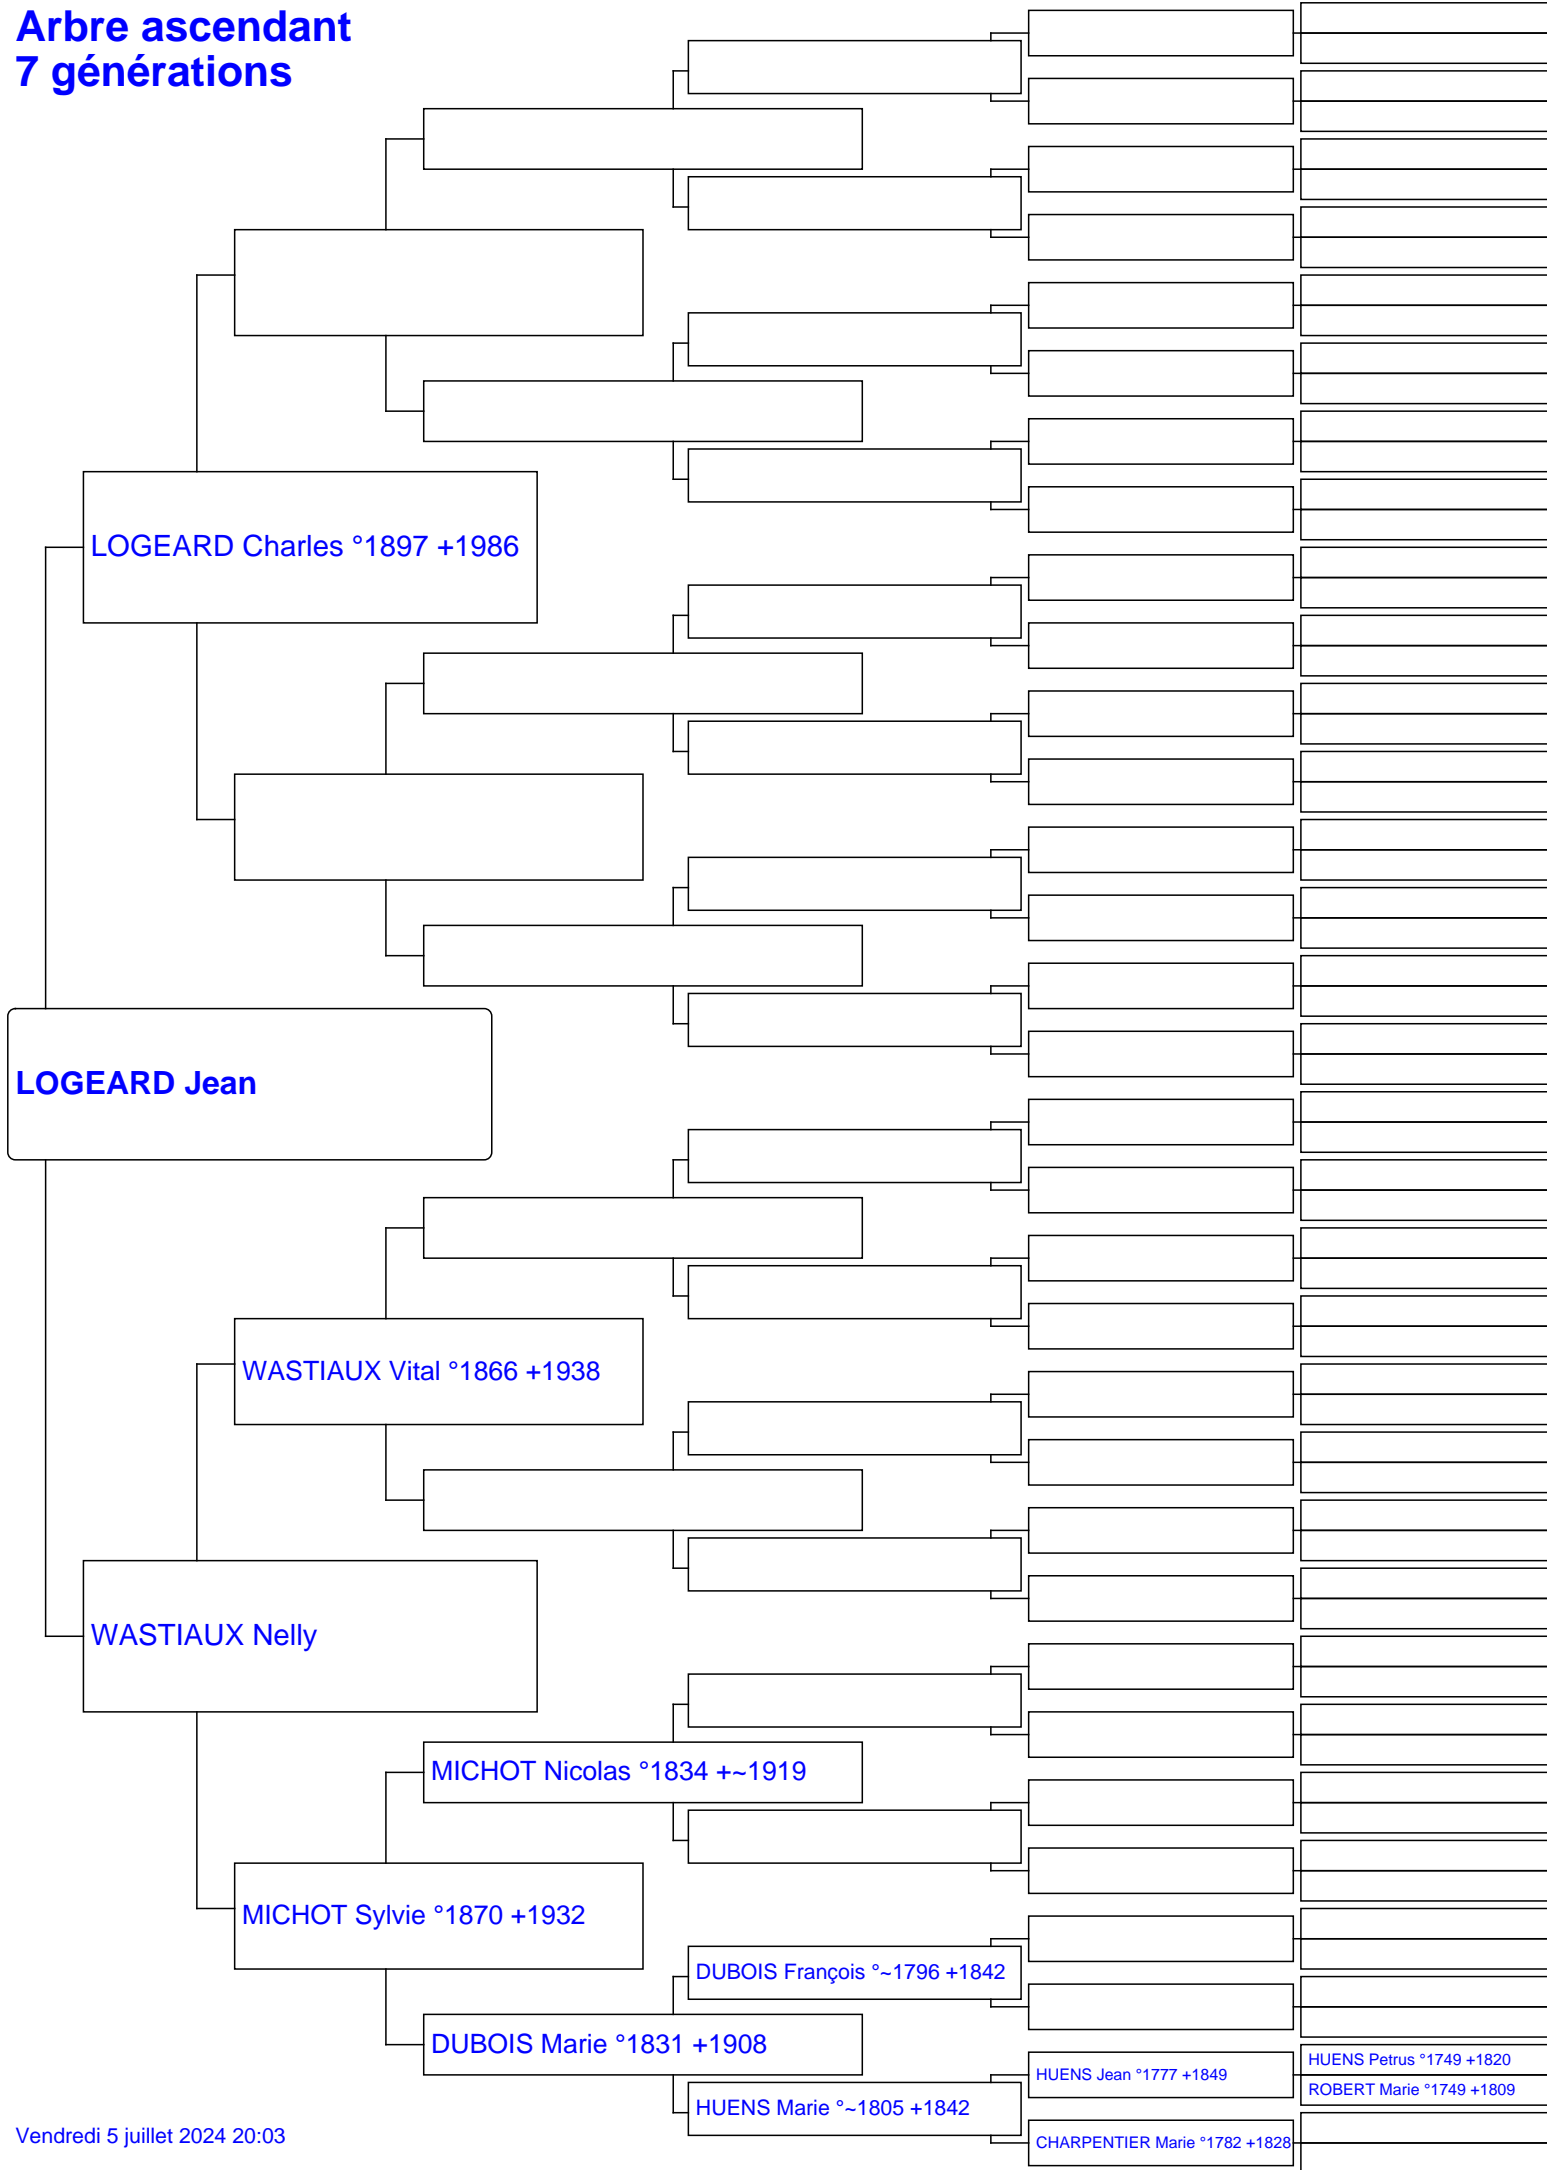 Arbre ascendant
7 générations
LOGEARD Charles °1897 +1986
LOGEARD Jean
WASTIAUX Vital °1866 +1938
WASTIAUX Nelly
MICHOT Nicolas °1834 +~1919
MICHOT Sylvie °1870 +1932
DUBOIS François °~1796 +1842
DUBOIS Marie °1831 +1908
HUENS Petrus °1749 +1820
HUENS Jean °1777 +1849
ROBERT Marie °1749 +1809
HUENS Marie °~1805 +1842
CHARPENTIER Marie °1782 +1828
Vendredi 5 juillet 2024 20:03